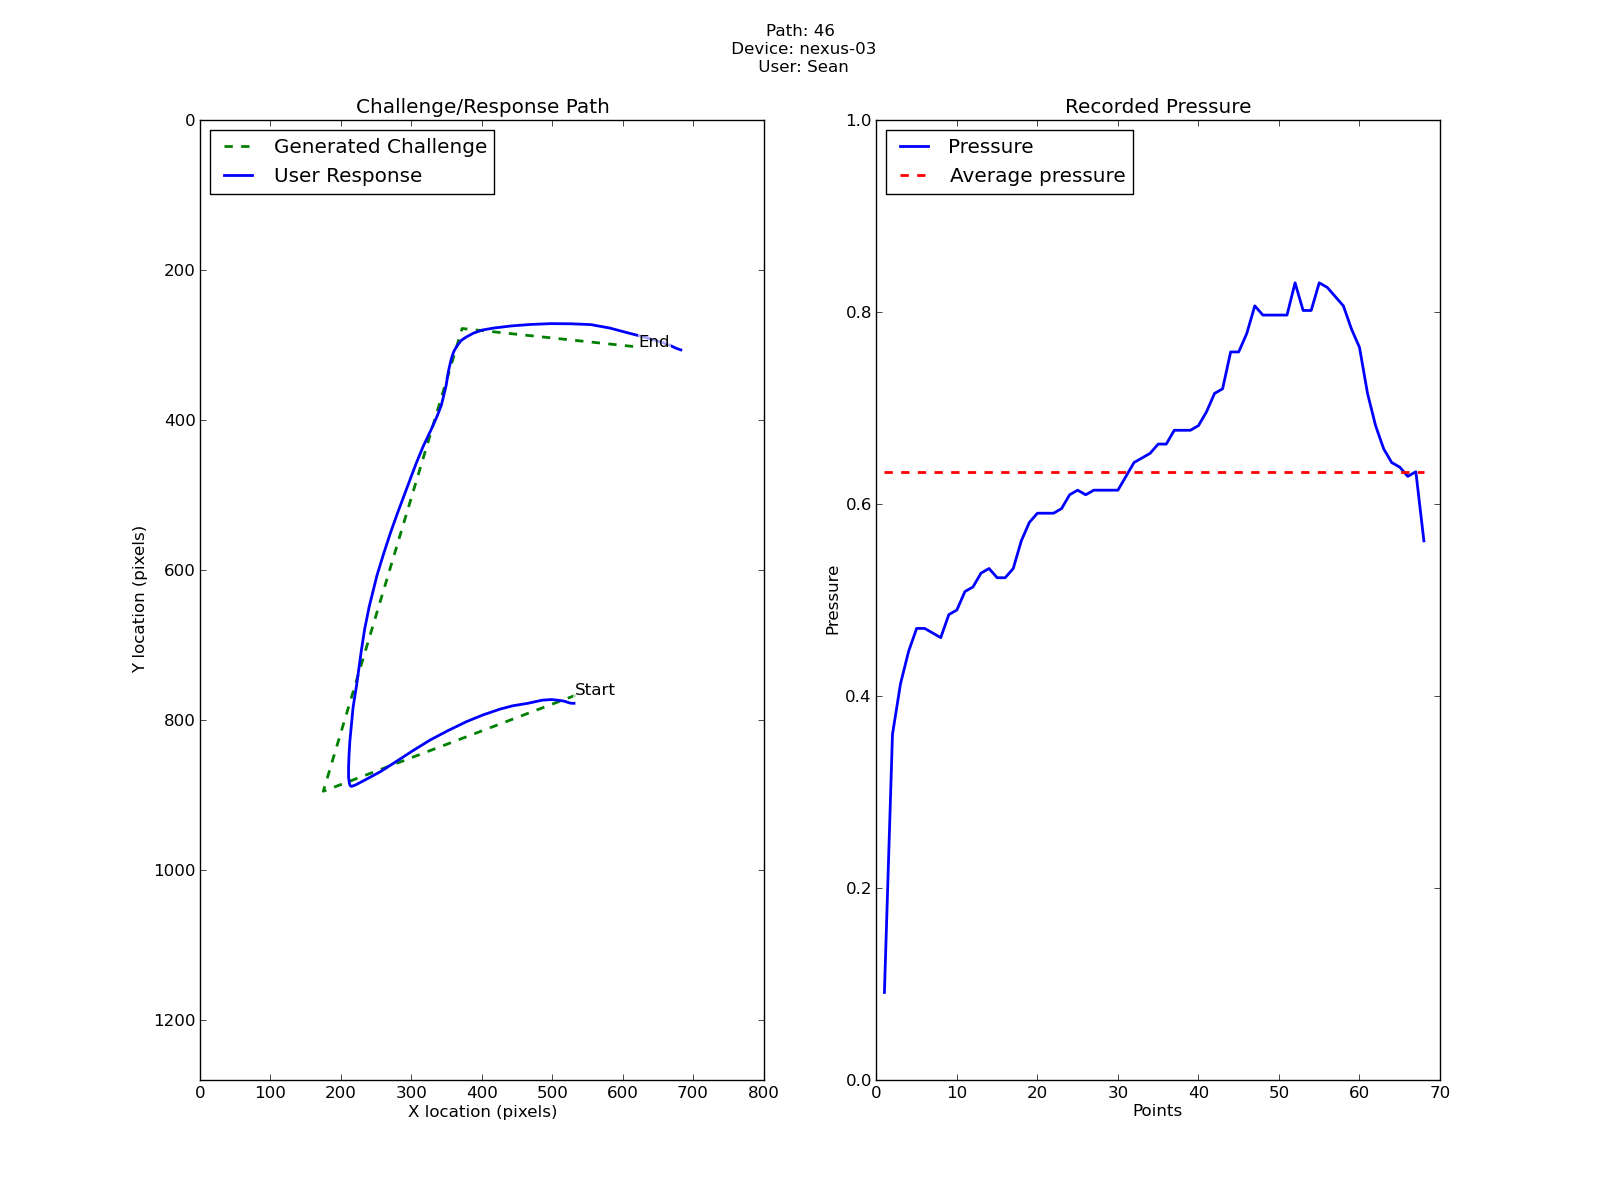 Path: 46
Device: nexus-03
User: Sean
Challenge/Response Path
Generated Challenge
User Response
0
200
400
600
800
1000
1200
Y location (pixels)
End
Start
0 100 200 300 400 500 600 700 800
X location (pixels)
Recorded Pressure
Pressure
Average pressure
1.0
0.8
0.6
0.4
0.2
0.0
Pressure
0 10 20 30 40 50 60 70
Points